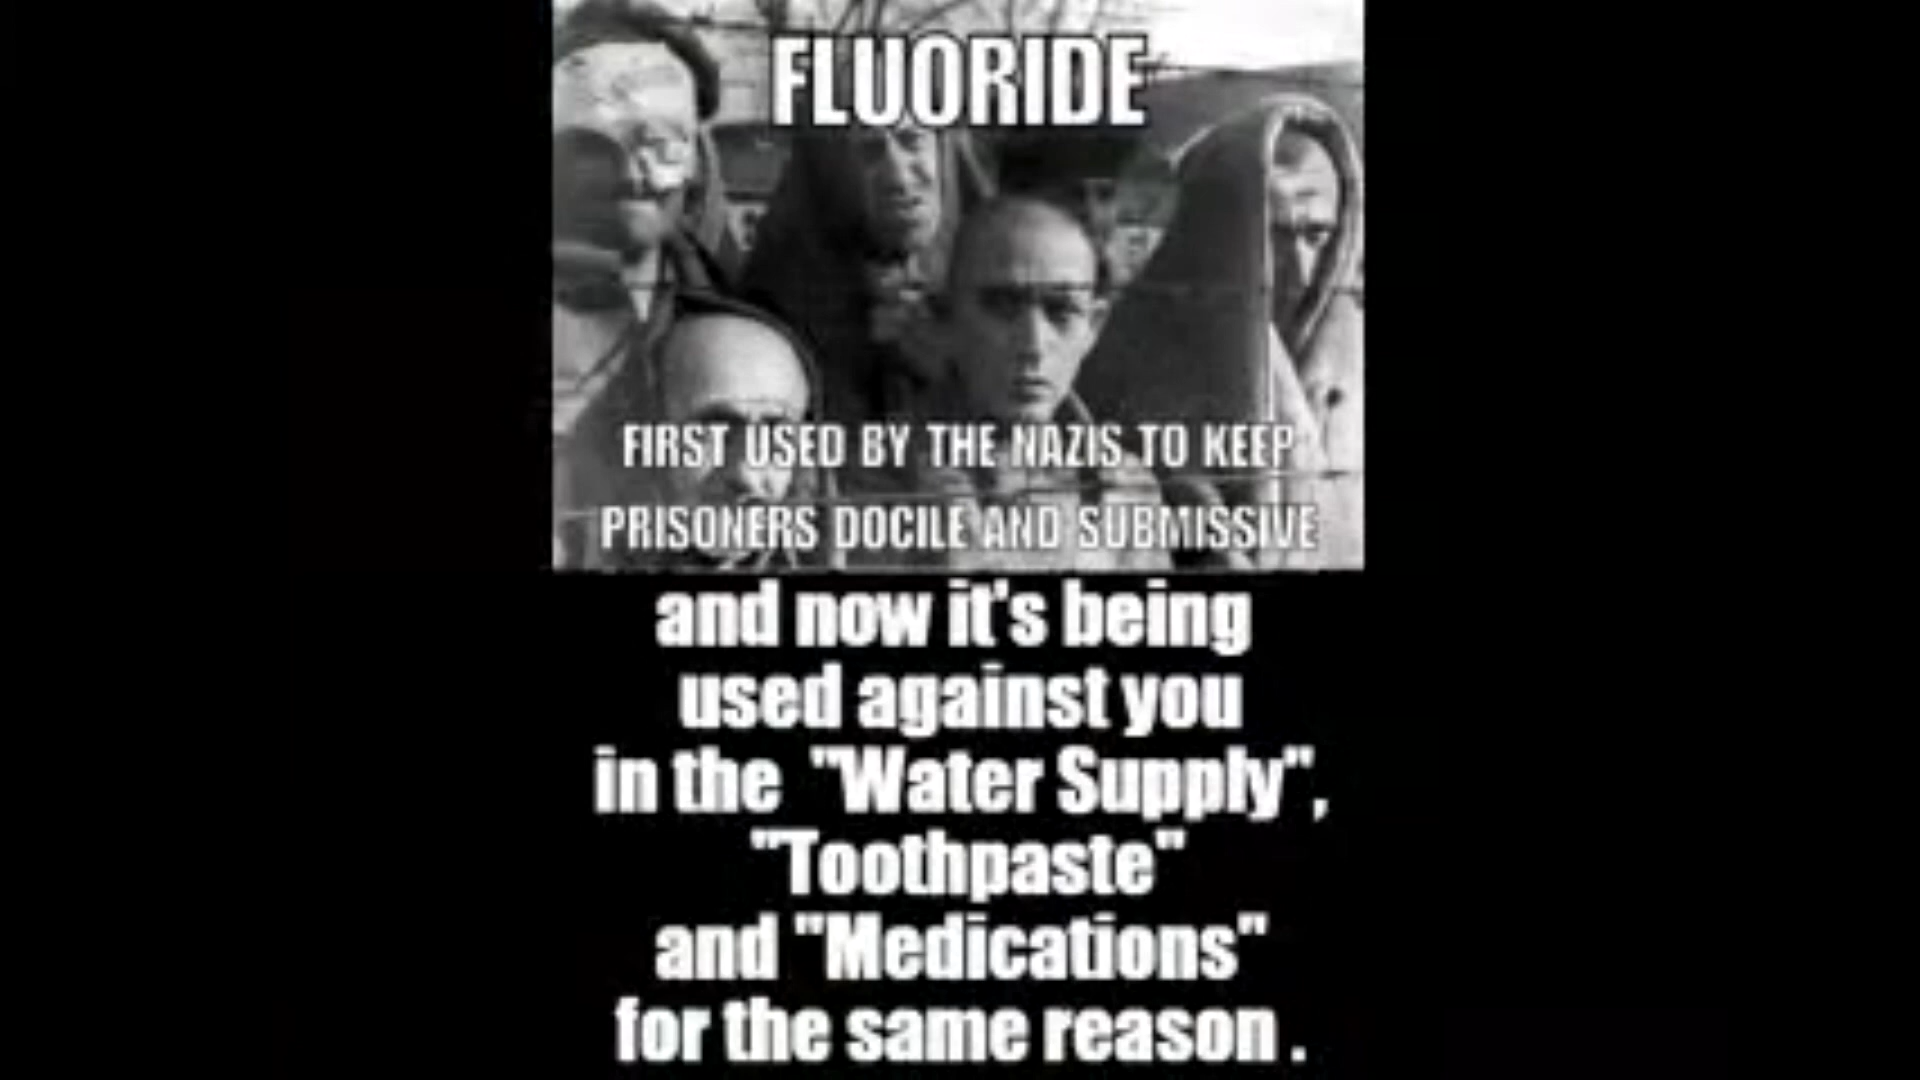 FLUORIDE
FIRST USED BY THE NAZIS TO KEEP
PRISONERS DOCILE AND SUBMISSIVE
and now it's being
used against you
in the "Water Supply",
"Toothpaste"
and "Medications"
for the same reason .